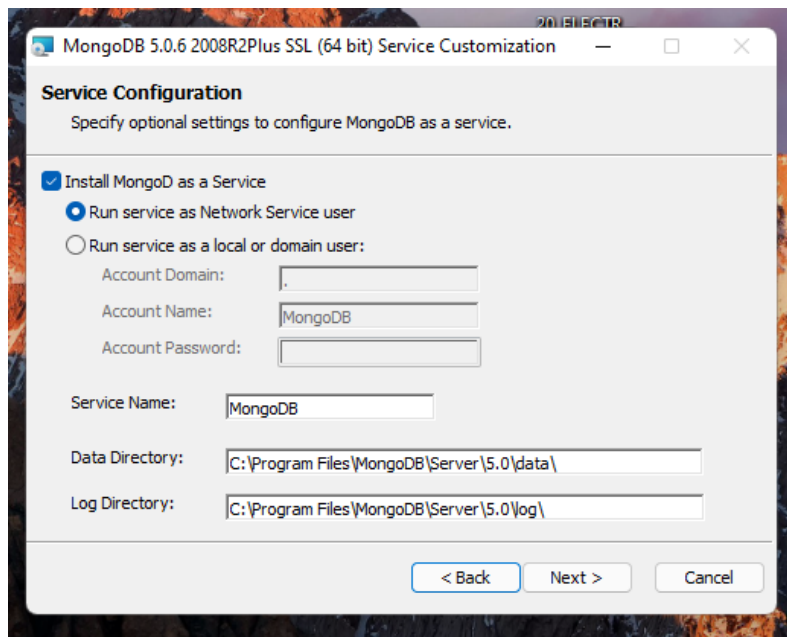 20 ELECTR
MongoDB 5.0.6 2008R2Plus SSL (64 bit) Service Customization
Service Configuration
Specify optional settings to configure MongoDB as a service.
Install MongoD as a Service
Run service as Network Service user
Run service as a local or domain user:
Account Domain: .
Account Name: MongoDB
Account Password:
Service Name: MongoDB
Data Directory: C:\Program Files\MongoDB\Server\5.0\data\
Log Directory: C:\Program Files\MongoDB\Server\5.0\log\
< Back Next > Cancel